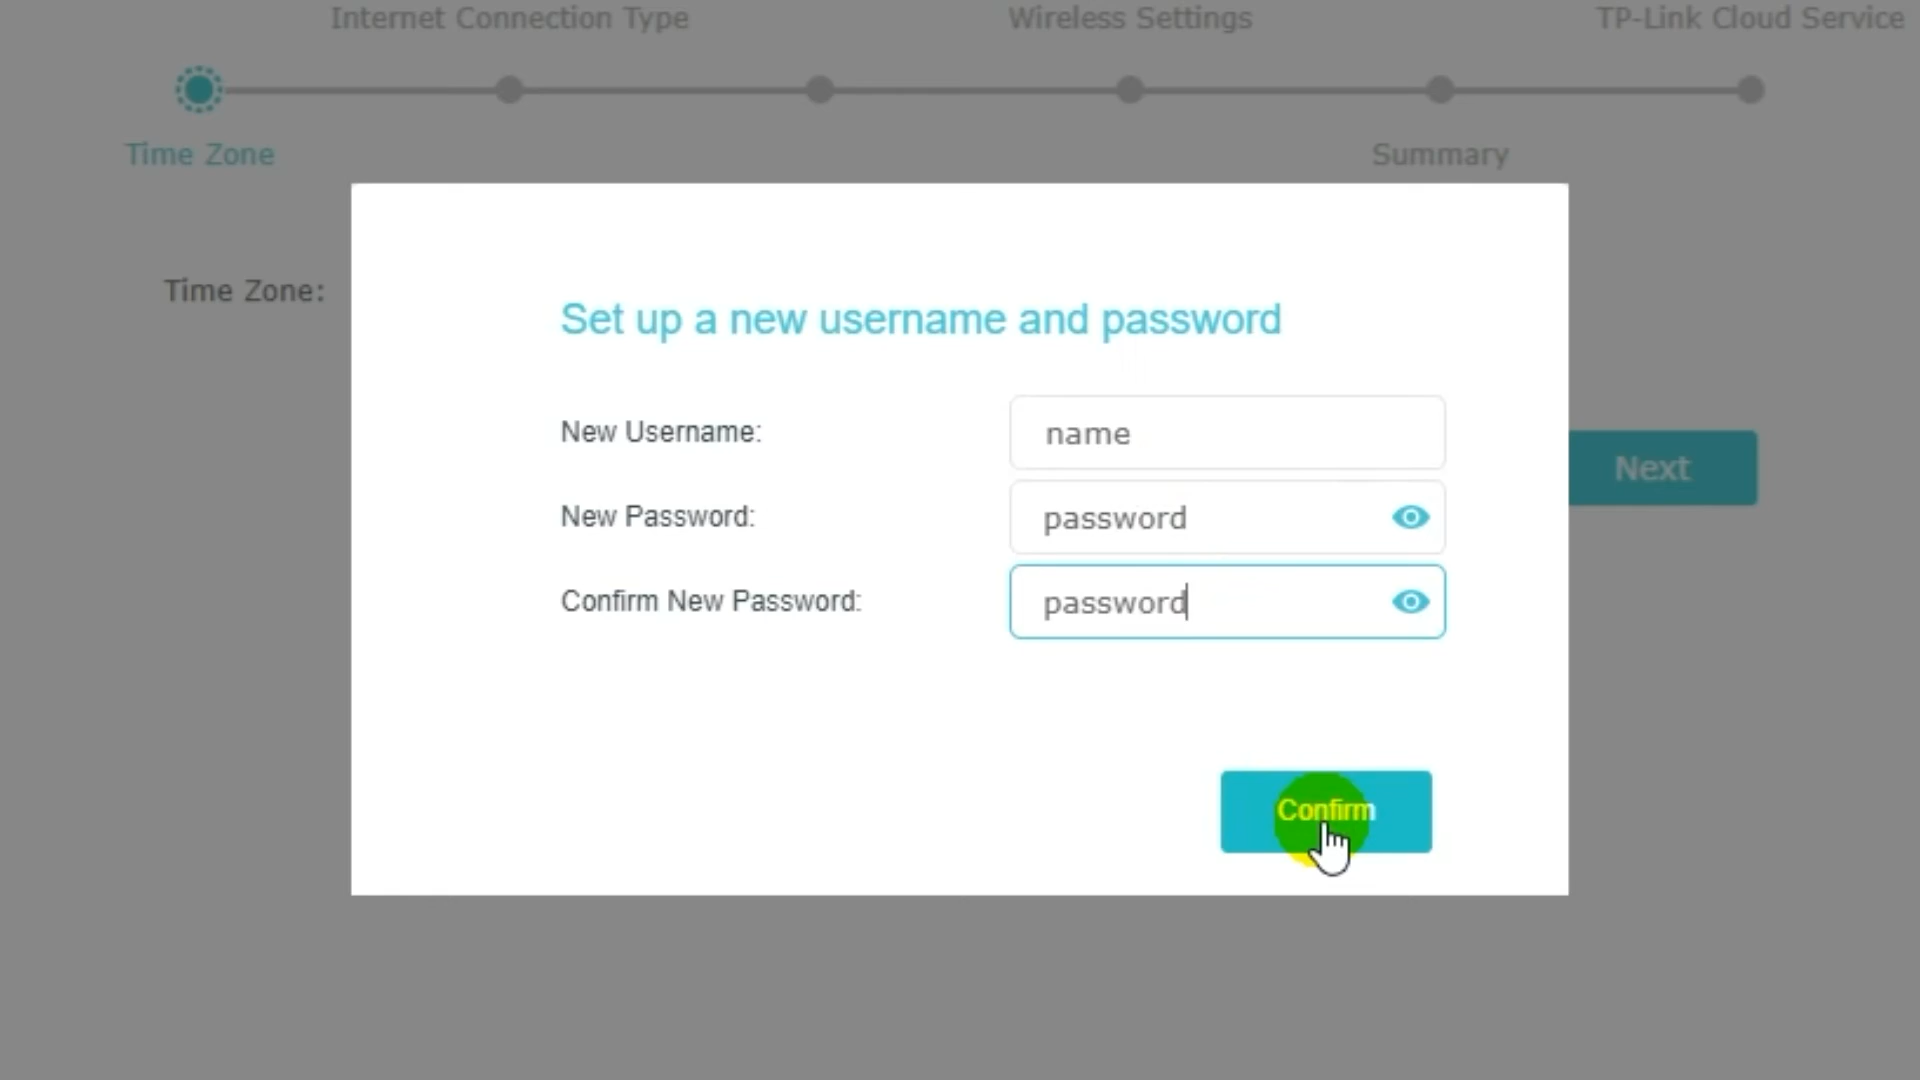 Internet Connection Type
Wireless Settings
TP-Link Cloud Service
Time Zone
Summary
Time Zone:
Set up a new username and password
New Username:
name
New Password:
password
Confirm New Password:
password
Next
Confirm